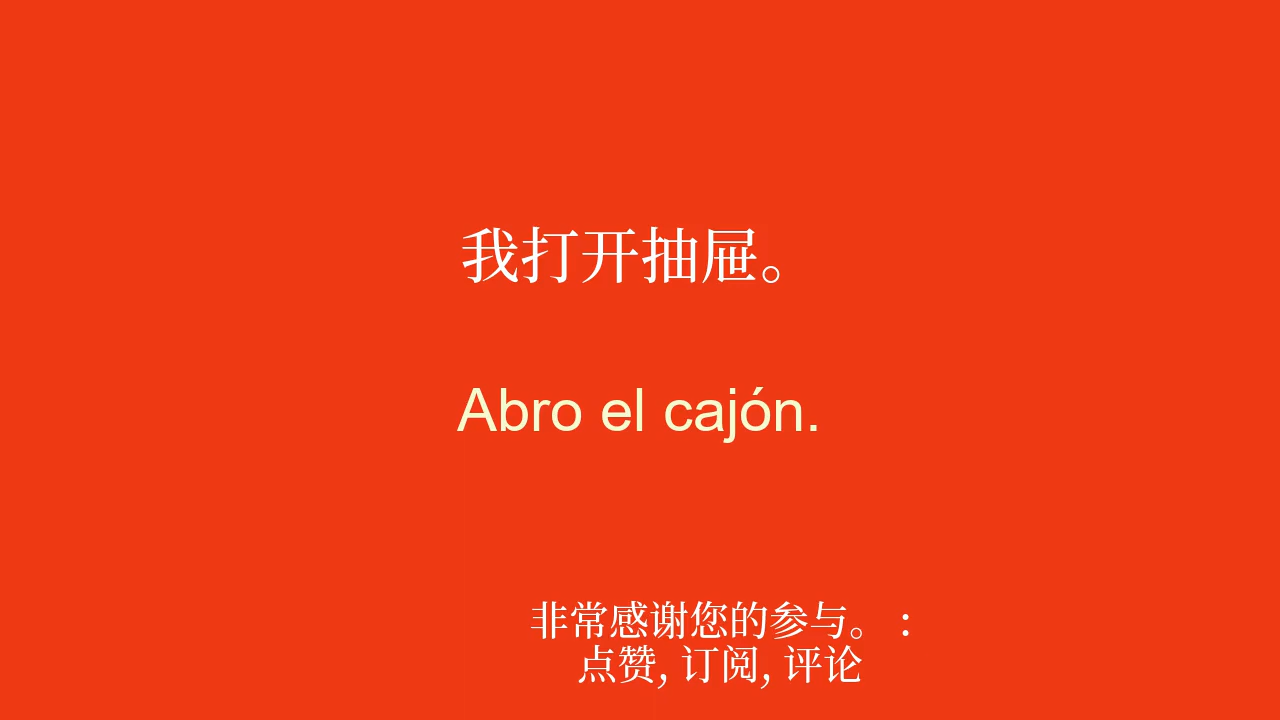 我打开抽屉。
Abro el cajón.
非常感谢您的参与。 :
点赞, 订阅, 评论